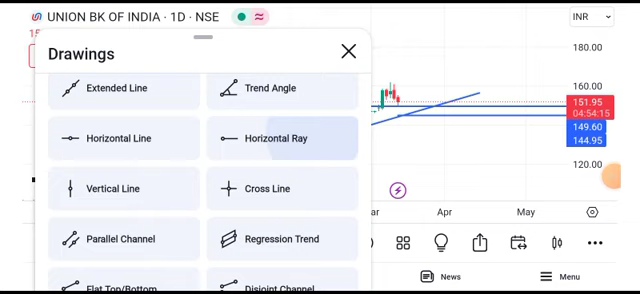 UNION BK OF INDIA · 1D · NSE
INR
15
Drawings
180.00
Extended Line
Trend Angle
160.00
151.95
04:54:15
Horizontal Line
Horizontal Ray
149.60
144.95
120.00
Vertical Line
Cross Line
ar
Apr
May
Parallel Channel
Regression Trend
News
Menu
Flat Top/Bottom
Disjoint Channel